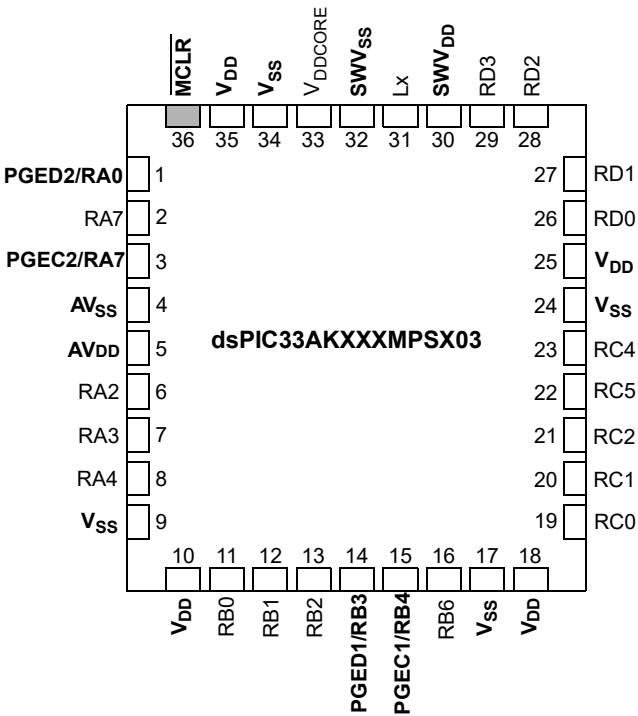 MCLR
VDD
VSS
VDDCORE
SWVSS
Lx
SWVDD
RD3
RD2
36 35 34 33 32 31 30 29 28
PGED2/RA0 1
RA7 2
PGEC2/RA7 3
AVSS 4
AVDD 5
RA2 6
RA3 7
RA4 8
VSS 9
dsPIC33AKXXXMPSX03
27 RD1
26 RD0
25 VDD
24 VSS
23 RC4
22 RC5
21 RC2
20 RC1
19 RC0
10 11 12 13 14 15 16 17 18
VDD
RB0
RB1
RB2
PGED1/RB3
PGEC1/RB4
RB6
VSS
VDD